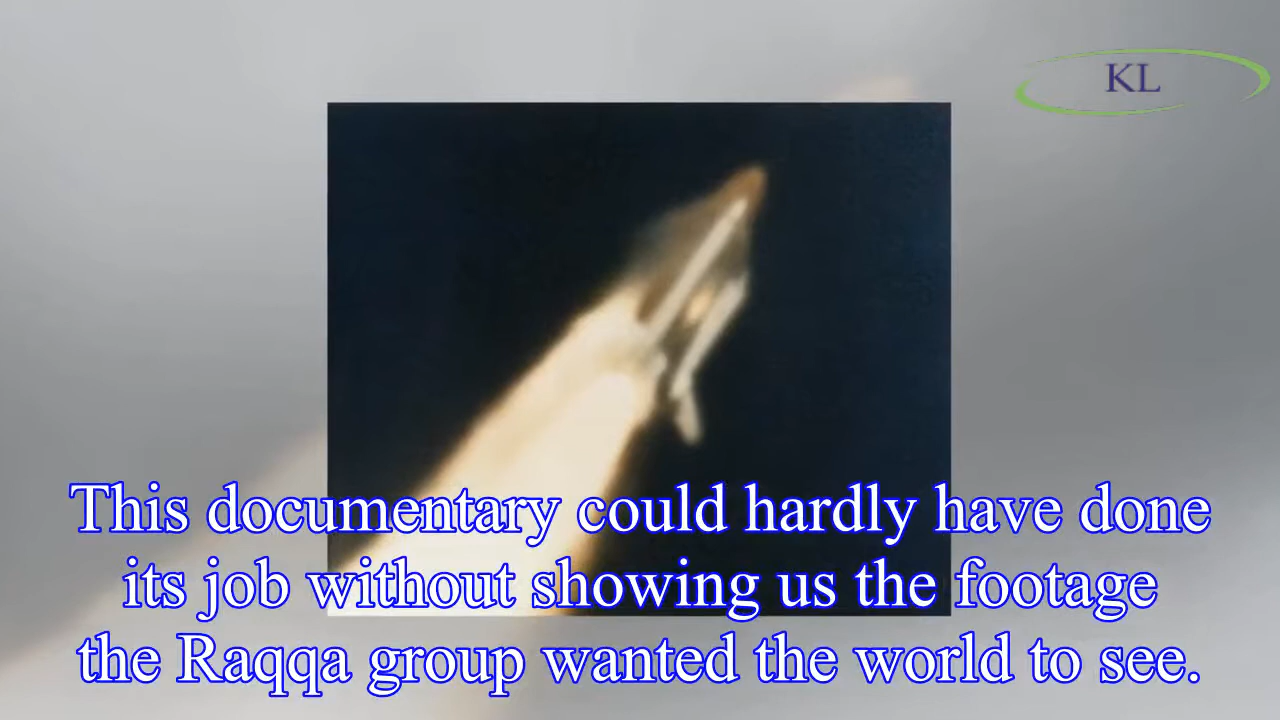 KL
This documentary could hardly have done
its job without showing us the footage
the Raqqa group wanted the world to see.